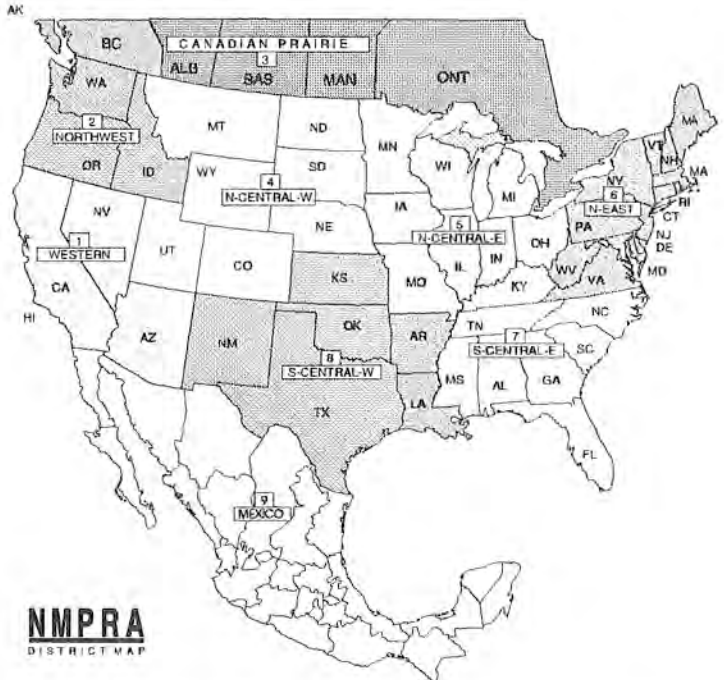 AK
BC
CANADIAN PRAIRIE
3
ALB
SAS
MAN
ONT
WA
2
NORTHWEST
OR
ID
MT
ND
MN
WI
MI
VT
NH
MA
MA
NY
6
N-EAST
RI
CT
PA
NJ
DE
MD
WY
SD
4
N-CENTRAL-W
IA
5
N-CENTRAL-E
NE
NV
1
WESTERN
UT
CO
CA
KS
MO
IL
IN
OH
WV
VA
KY
HI
AZ
NM
OK
AR
TN
NC
7
S-CENTRAL-E
SC
8
S-CENTRAL-W
TX
LA
MS
AL
GA
FL
9
MEXICO
NMPRA
DISTRICT MAP